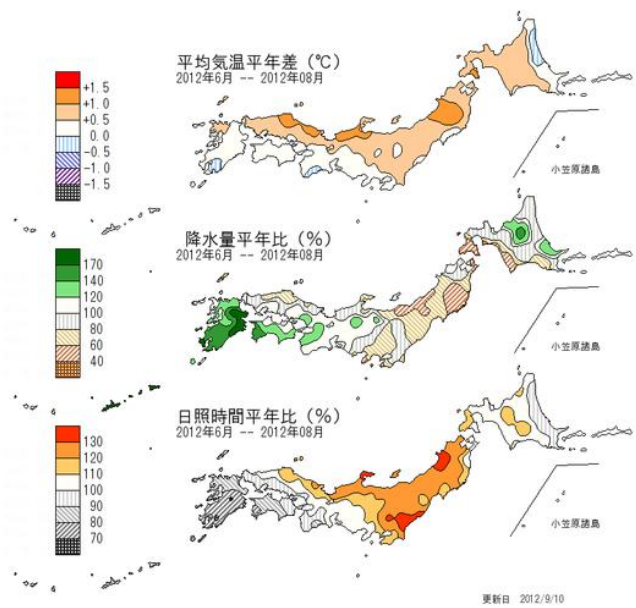 平均気温平年差 (℃)
2012年6月 -- 2012年08月
+1.5
+1.0
+0.5
0.0
-0.5
-1.0
-1.5
小笠原諸島
降水量平年比 (%)
2012年6月 -- 2012年08月
170
140
120
100
80
60
40
小笠原諸島
日照時間平年比 (%)
2012年6月 -- 2012年08月
130
120
110
100
90
80
70
小笠原諸島
更新日 2012/9/10